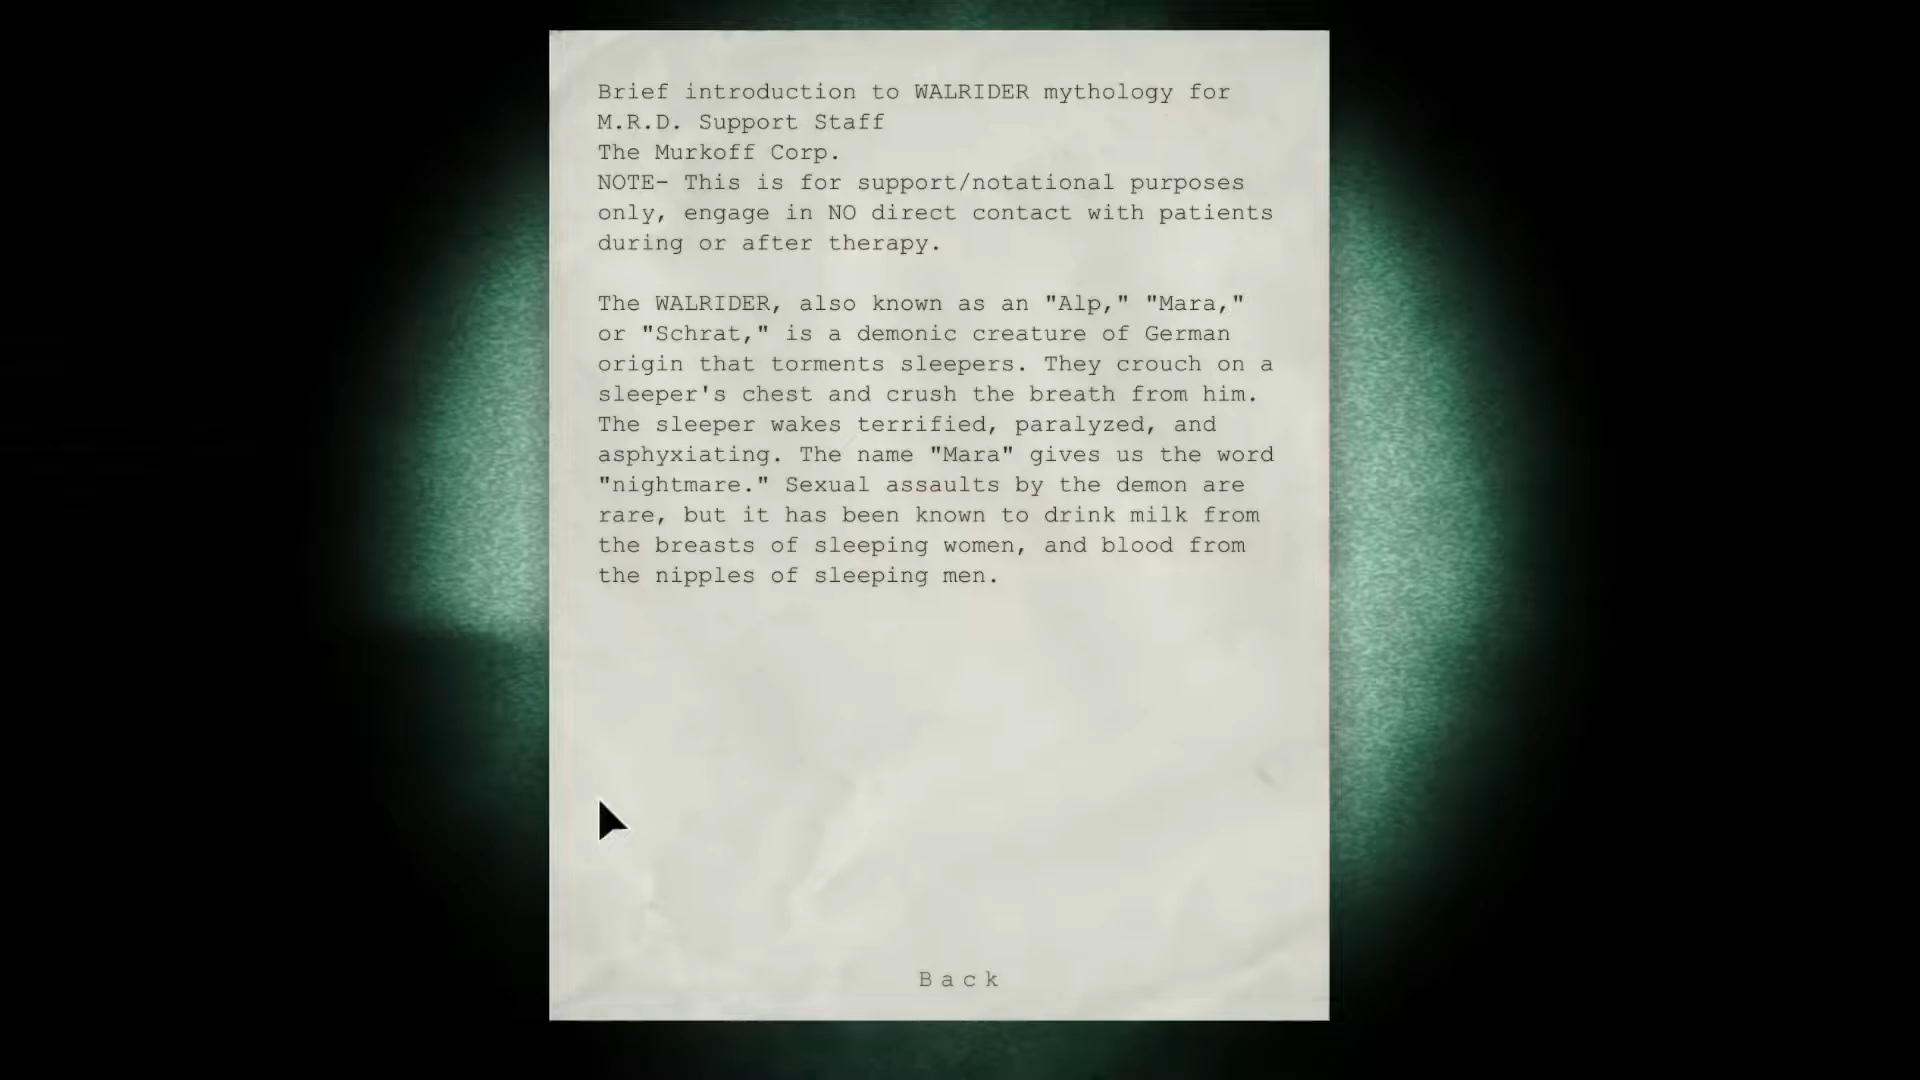 Brief introduction to WALRIDER mythology for
M.R.D. Support Staff
The Murkoff Corp.
NOTE- This is for support/notational purposes
only, engage in NO direct contact with patients
during or after therapy.
The WALRIDER, also known as an "Alp," "Mara,"
or "Schrat," is a demonic creature of German
origin that torments sleepers. They crouch on a
sleeper's chest and crush the breath from him.
The sleeper wakes terrified, paralyzed, and
asphyxiating. The name "Mara" gives us the word
"nightmare." Sexual assaults by the demon are
rare, but it has been known to drink milk from
the breasts of sleeping women, and blood from
the nipples of sleeping men.
Back